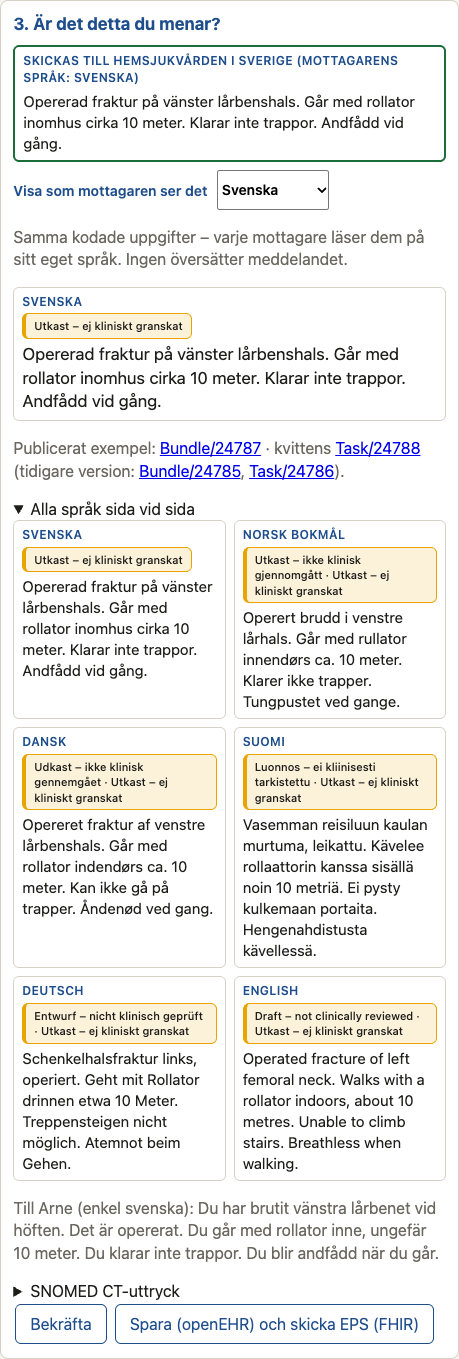 3. Är det detta du menar?
SKICKAS TILL HEMSJUKVÅRDEN I SVERIGE (MOTTAGARENS
SPRÅK: SVENSKA)
Opererad fraktur på vänster lårbenshals. Går med rollator
inomhus cirka 10 meter. Klarar inte trappor. Andfådd vid
gång.
Visa som mottagaren ser det
Svenska
Samma kodade uppgifter – varje mottagare läser dem på
sitt eget språk. Ingen översätter meddelandet.
SVENSKA
Utkast – ej kliniskt granskat
Opererad fraktur på vänster lårbenshals. Går med
rollator inomhus cirka 10 meter. Klarar inte trappor.
Andfådd vid gång.
Publicerat exempel: Bundle/24787 · kvittens Task/24788
(tidigare version: Bundle/24785, Task/24786).
▼ Alla språk sida vid sida
SVENSKA
Utkast – ej kliniskt granskat
Opererad fraktur på vänster
lårbenshals. Går med
rollator inomhus cirka 10
meter. Klarar inte trappor.
Andfådd vid gång.
NORSK BOKMÅL
Utkast – ikke klinisk
gjennomgått · Utkast – ej
kliniskt granskat
Operert brudd i venstre
lårhals. Går med rullator
innendørs ca. 10 meter.
Klarer ikke trapper.
Tungpustet ved gange.
DANSK
Udkast – ikke klinisk
gennemgået · Utkast – ej
kliniskt granskat
Opereret fraktur af venstre
lårbenshals. Går med
rollator indendørs ca. 10
meter. Kan ikke gå på
trapper. Åndenød ved gang.
SUOMI
Luonnos – ei kliinisesti
tarkistettu · Utkast – ej kliniskt
granskat
Vasemman reisiluun kaulan
murtuma, leikattu. Kävelee
rollaattorin kanssa sisällä
noin 10 metriä. Ei pysty
kulkemaan portaita.
Hengenahdistusta
kävellessä.
DEUTSCH
Entwurf – nicht klinisch geprüft
· Utkast – ej kliniskt granskat
Schenkelhalsfraktur links,
operiert. Geht mit Rollator
drinnen etwa 10 Meter.
Treppensteigen nicht
möglich. Atemnot beim
Gehen.
ENGLISH
Draft – not clinically reviewed ·
Utkast – ej kliniskt granskat
Operated fracture of left
femoral neck. Walks with a
rollator indoors, about 10
metres. Unable to climb
stairs. Breathless when
walking.
Till Arne (enkel svenska): Du har brutit vänstra lårbenet vid
höften. Det är opererat. Du går med rollator inne, ungefär
10 meter. Du klarar inte trappor. Du blir andfådd när du går.
▶ SNOMED CT-uttryck
Bekräfta
Spara (openEHR) och skicka EPS (FHIR)